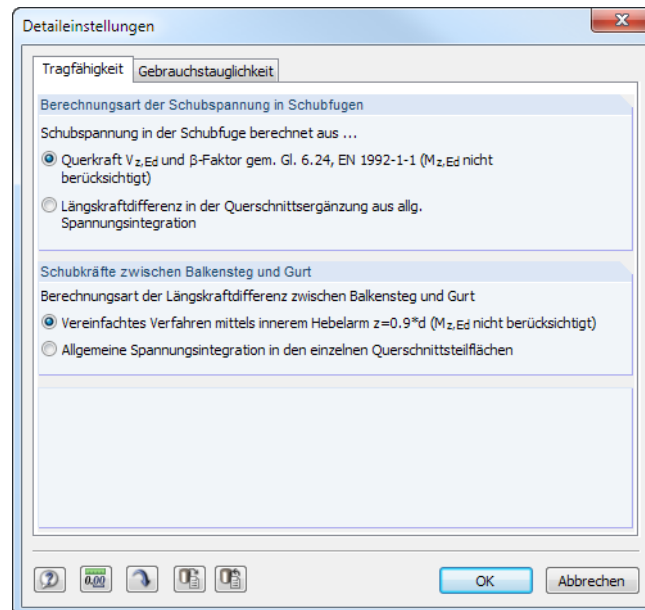 Detaileinstellungen
Tragfähigkeit Gebrauchstauglichkeit
Berechnungsart der Schubspannung in Schubfugen
Schubspannung in der Schubfuge berechnet aus ...
Querkraft Vz,Ed und β-Faktor gem. Gl. 6.24, EN 1992-1-1 (Mz,Ed nicht
berücksichtigt)
Längskraftdifferenz in der Querschnittsergänzung aus allg.
Spannungsintegration
Schubkräfte zwischen Balkensteg und Gurt
Berechnungsart der Längskraftdifferenz zwischen Balkensteg und Gurt
Vereinfachtes Verfahren mittels innerem Hebelarm z=0.9*d (Mz,Ed nicht berücksichtigt)
Allgemeine Spannungsintegration in den einzelnen Querschnittsteilflächen
0.00 OK Abbrechen